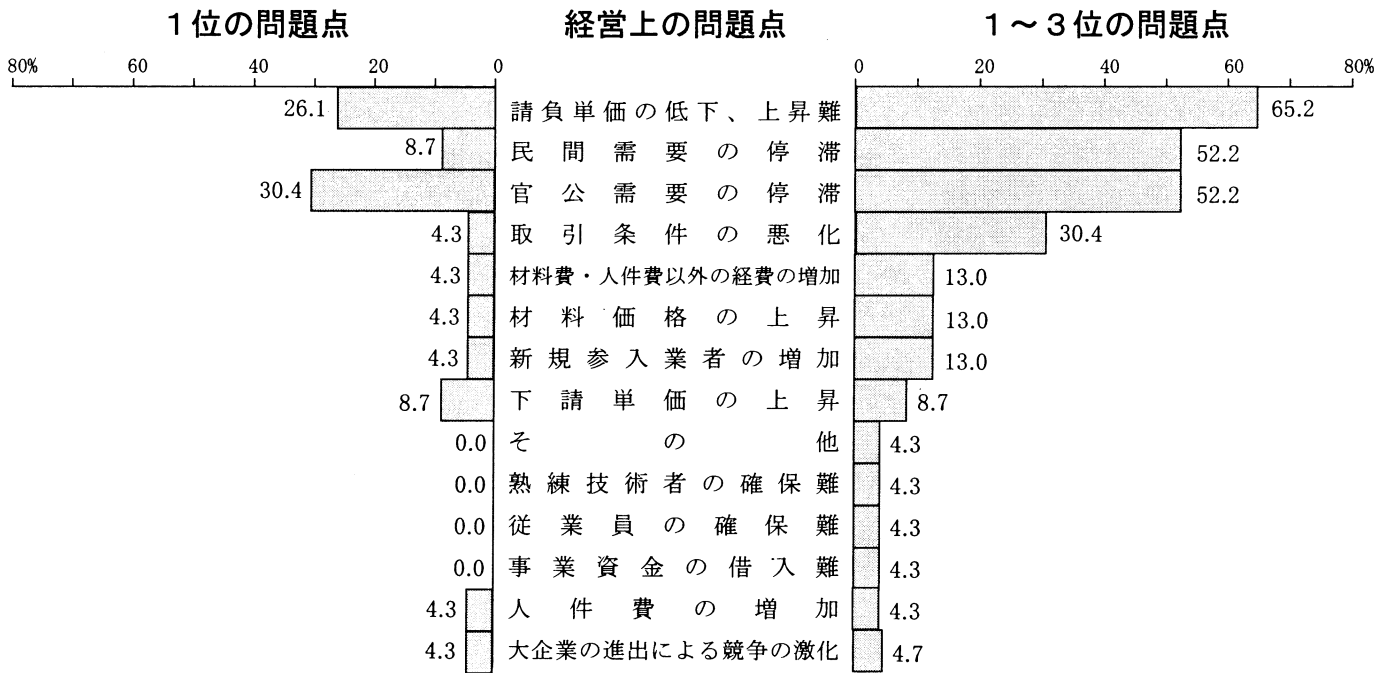 1位の問題点 経営上の問題点 1〜3位の問題点
80% 60 40 20 0 0 20 40 60 80%
26.1 請負単価の低下、上昇難 65.2
8.7 民間需要の停滞 52.2
30.4 官公需要の停滞 52.2
4.3 取引条件の悪化 30.4
4.3 材料費・人件費以外の経費の増加 13.0
4.3 材料価格の上昇 13.0
4.3 新規参入業者の増加 13.0
8.7 下請単価の上昇 8.7
0.0 その他 4.3
0.0 熟練技術者の確保難 4.3
0.0 従業員の確保難 4.3
0.0 事業資金の借入難 4.3
4.3 人件費の増加 4.3
4.3 大企業の進出による競争の激化 4.7